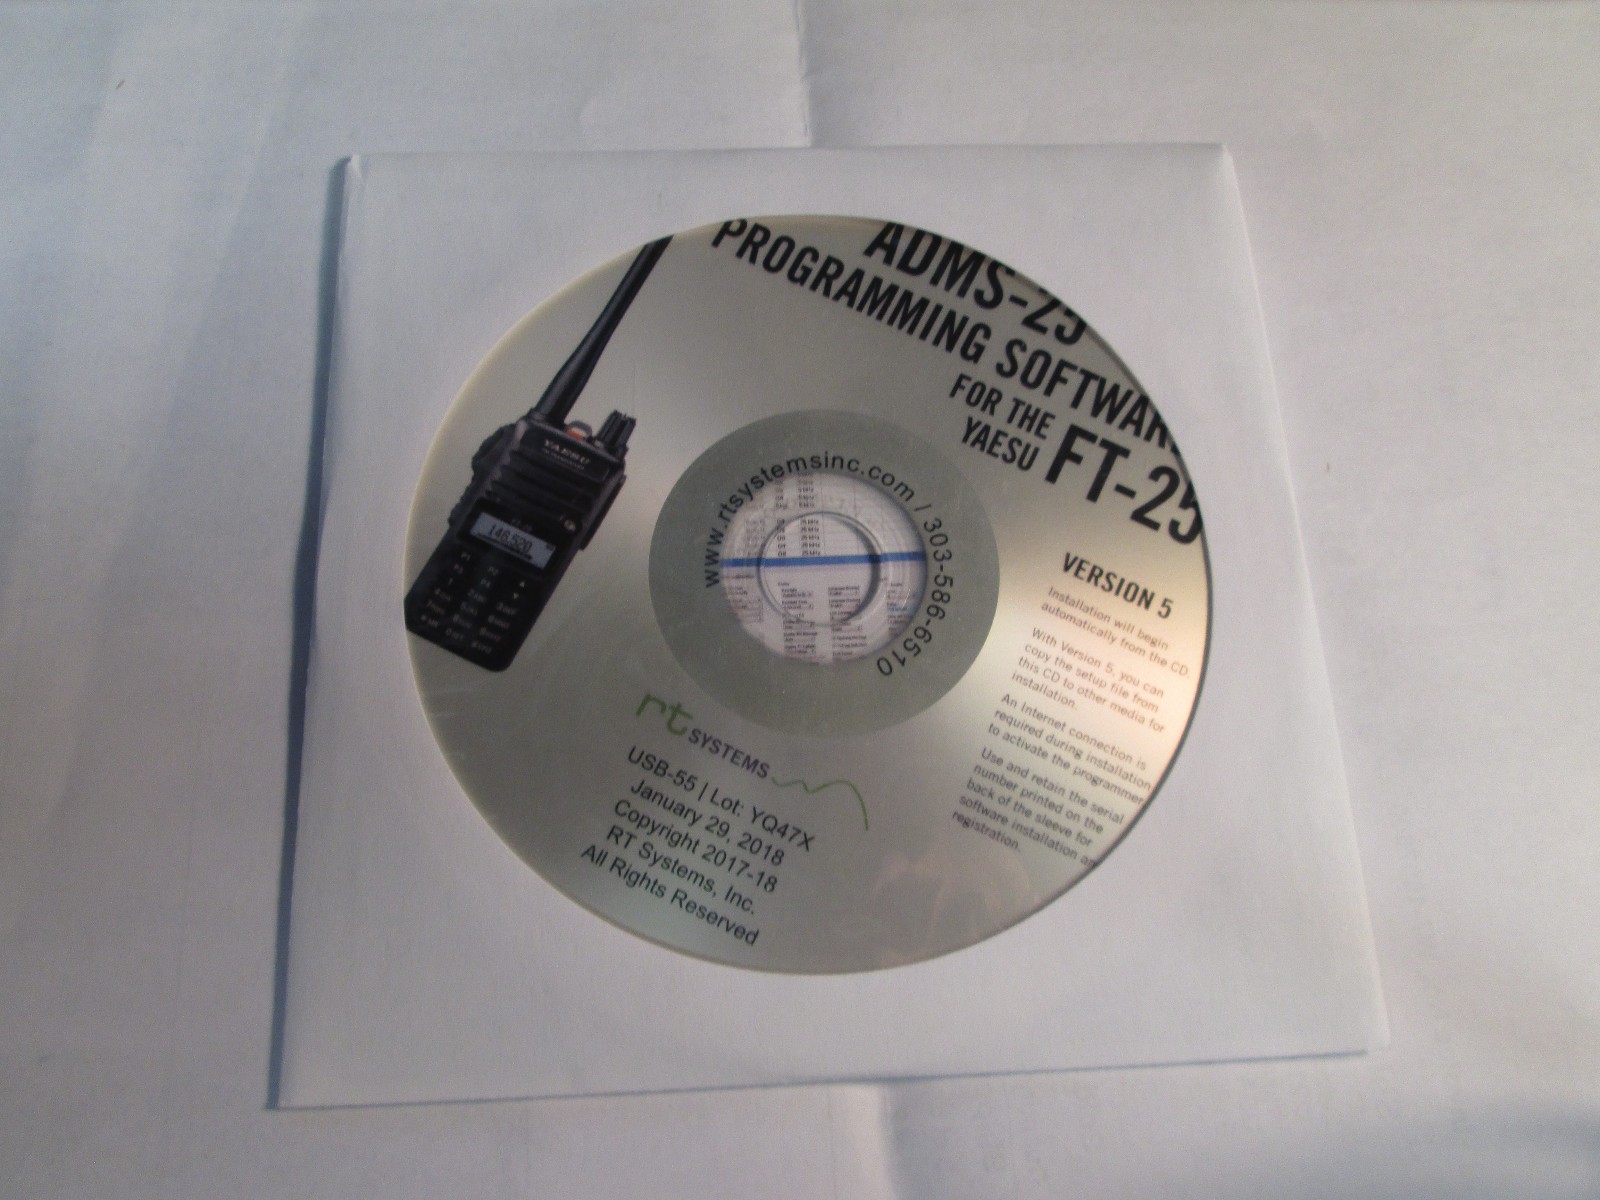 ADMS-25
PROGRAMMING SOFTWARE
FOR THE
YAESU FT-25
VERSION 5
Installation will begin
automatically from the CD.
With Version 5, you can
copy the setup file from
this CD to other media for
installation.
An Internet connection is
required during installation
to activate the programmer
Use and retain the serial
number printed on the
back of the sleeve for
software installation an
registration.
www.rtsystemsinc.com / 303-586-6510
YAESU
146.520
rt SYSTEMS
USB-55 | Lot: YQ47X
January 29, 2018
Copyright 2017-18
RT Systems, Inc.
All Rights Reserved